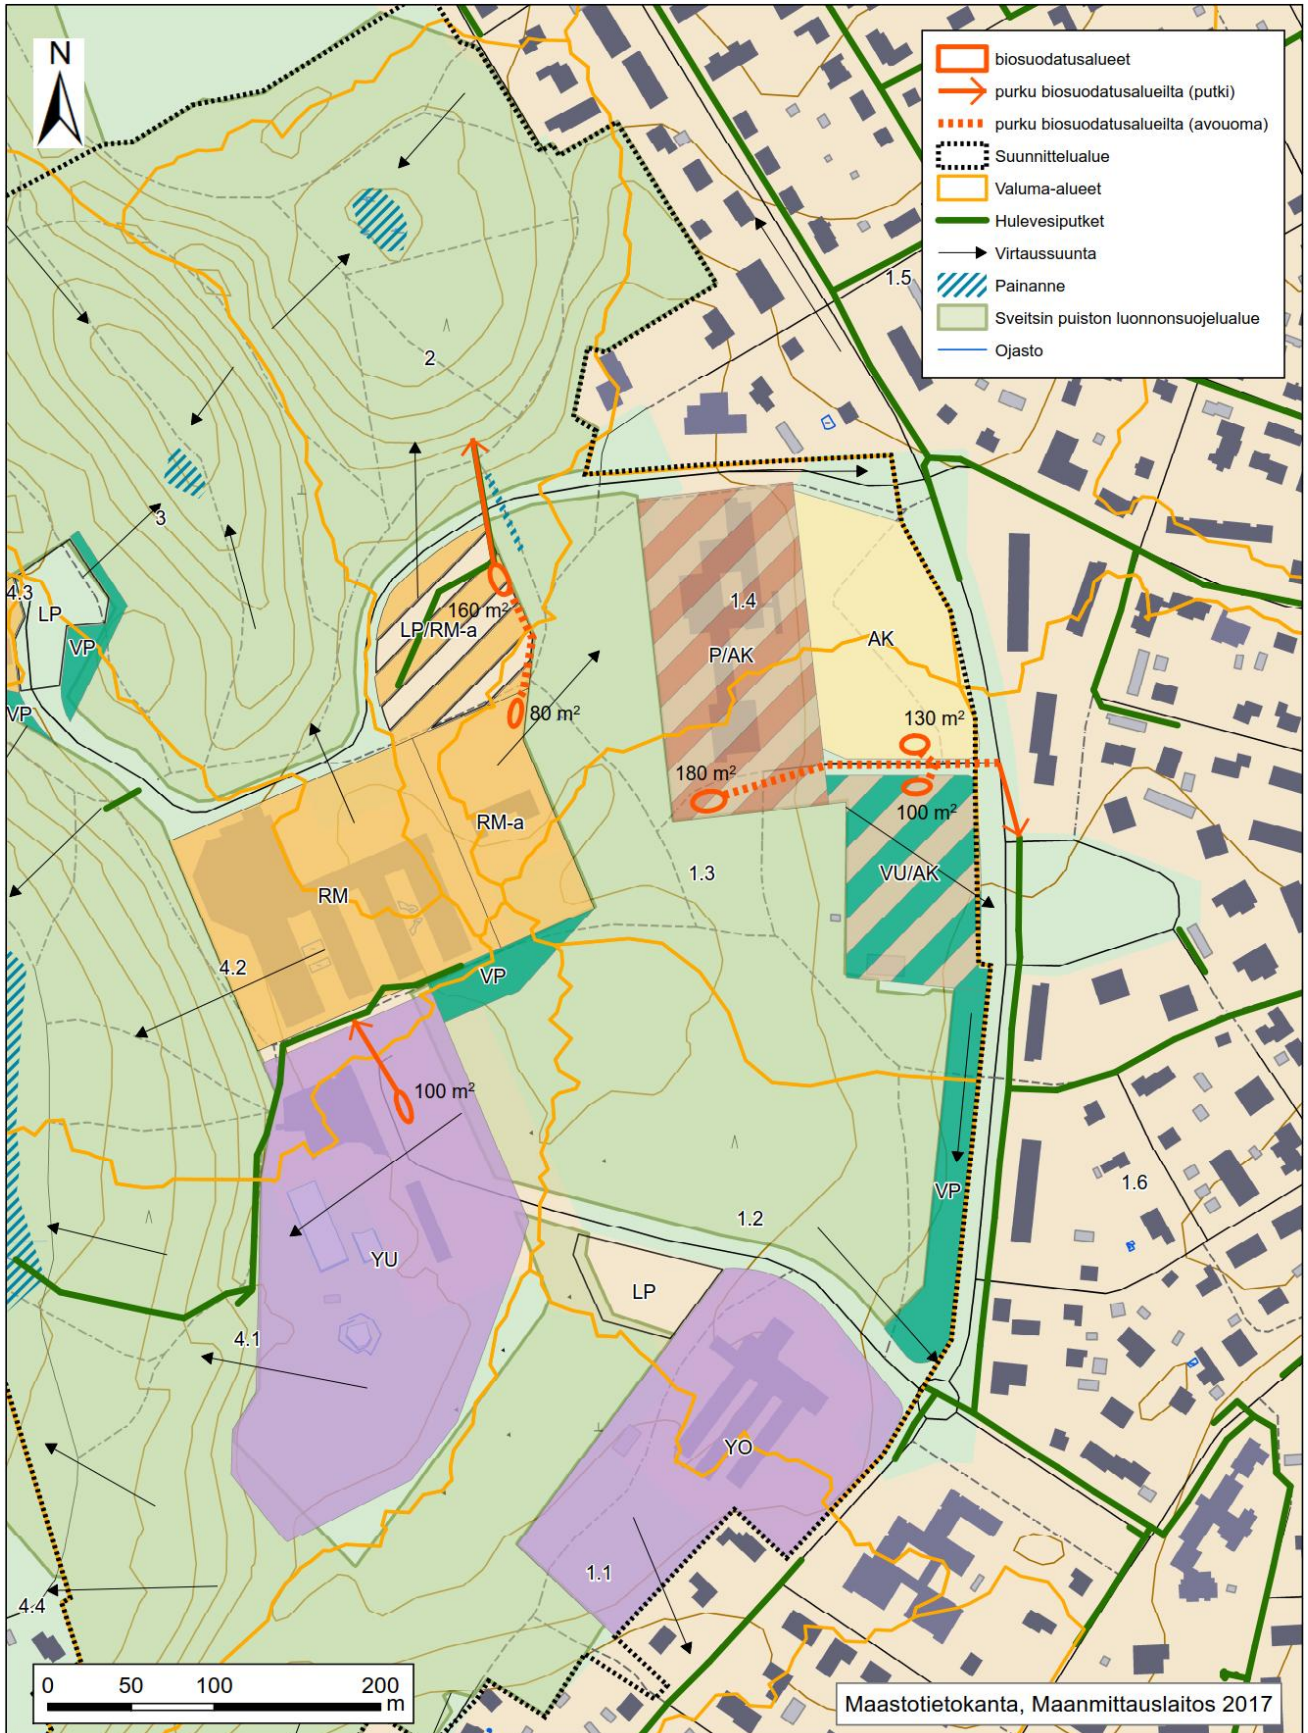 N
biosuodatusalueet
purku biosuodatusalueilta (putki)
purku biosuodatusalueilta (avouoma)
Suunnittelualue
Valuma-alueet
Hulevesiputket
Virtaussuunta
Painanne
Sveitsin puiston luonnonsuojelualue
Ojasto
1.5
2
3
4.3
LP
VP
VP
160 m²
LP/RM-a
80 m²
1.4
P/AK
AK
130 m²
180 m²
100 m²
RM-a
1.3
VU/AK
RM
4.2
VP
100 m²
1.6
VP
1.2
YU
LP
4.1
YO
1.1
4.4
0 50 100 200
m
Maastotietokanta, Maanmittauslaitos 2017